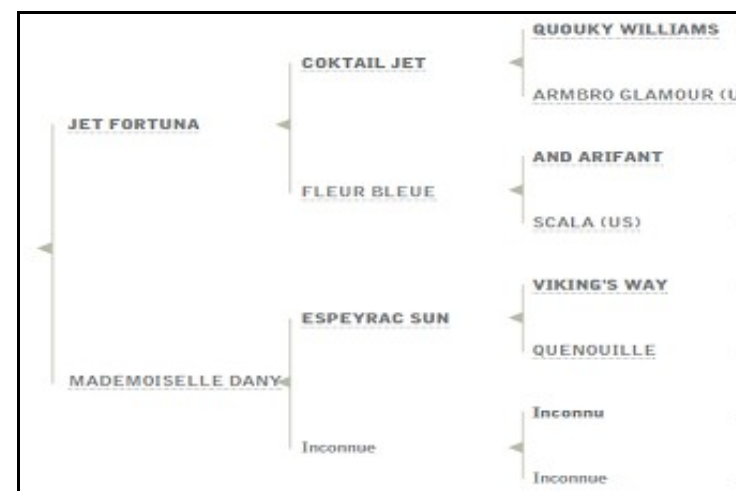 QUOUKY WILLIAMS
COKTAIL JET
ARMBRO GLAMOUR (U
JET FORTUNA
AND ARIFANT
FLEUR BLEUE
SCALA (US)
VIKING'S WAY
ESPEYRAC SUN
QUENOUILLE
MADEMOISELLE DANY
Inconnu
Inconnue
Inconnue